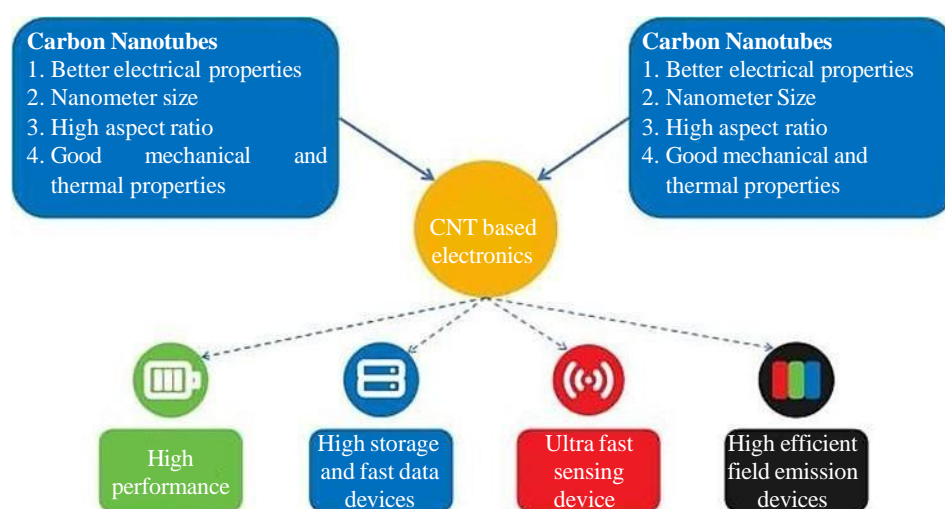 Carbon Nanotubes
1. Better electrical properties
2. Nanometer size
3. High aspect ratio
4. Good mechanical and
thermal properties
Carbon Nanotubes
1. Better electrical properties
2. Nanometer Size
3. High aspect ratio
4. Good mechanical and
thermal properties
CNT based
electronics
High
performance
High storage
and fast data
devices
Ultra fast
sensing
device
High efficient
field emission
devices